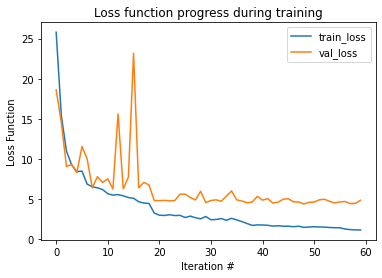 Loss function progress during training
train_loss
val_loss
Loss Function
25
20
15
10
5
0
0
10
20
30
40
50
60
Iteration #